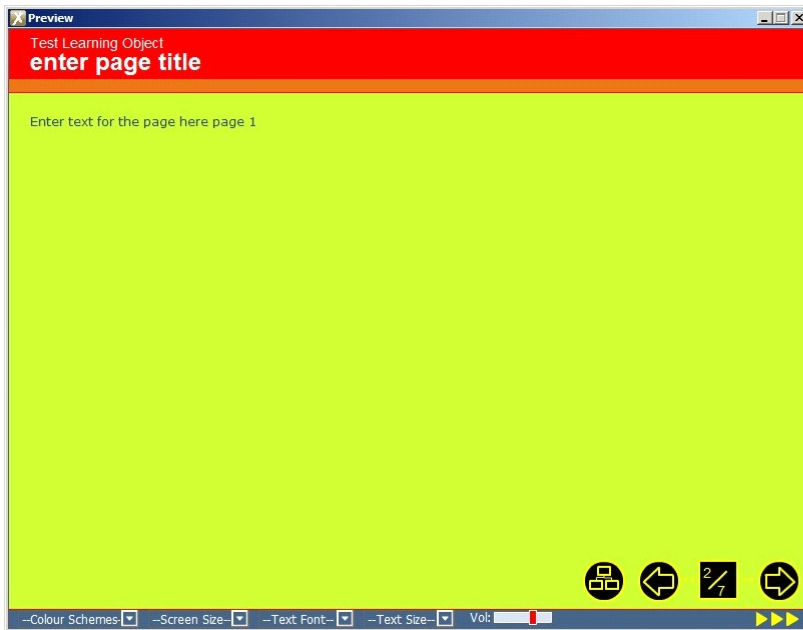 Preview
Test Learning Object
enter page title
Enter text for the page here page 1
2/7
--Colour Schemes- --Screen Size-- --Text Font-- --Text Size-- Vol: